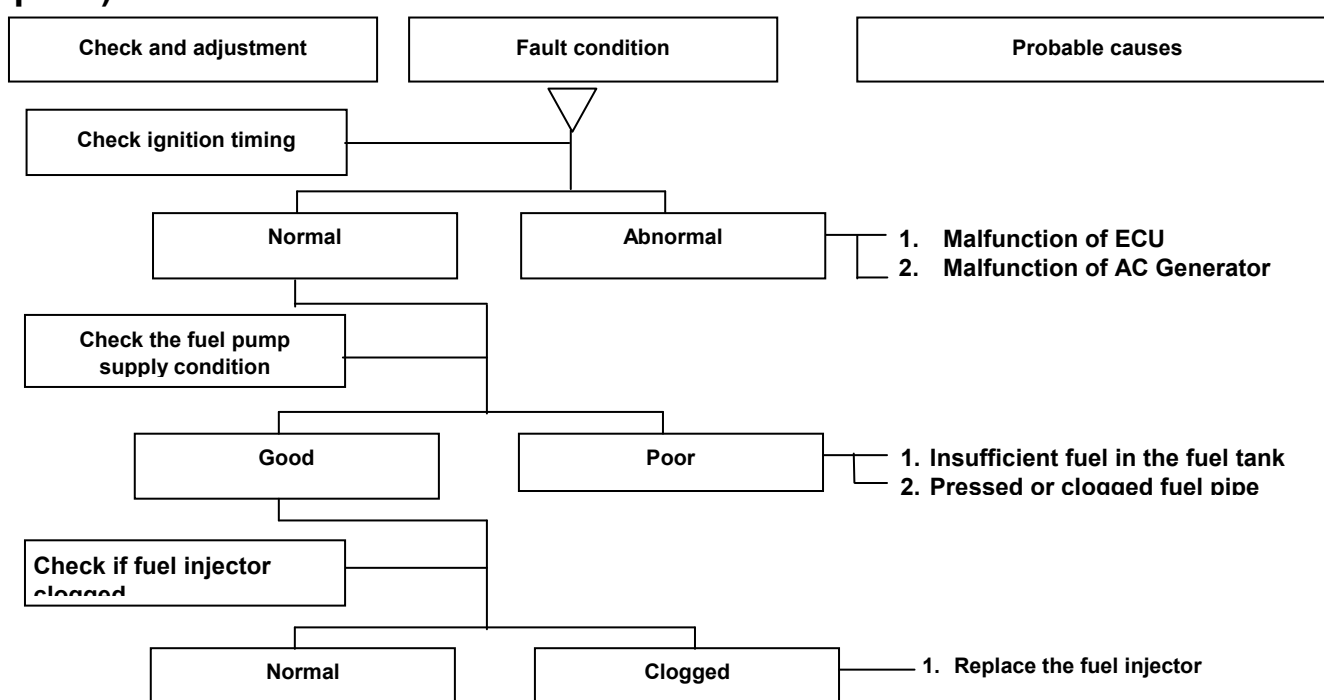 Check and adjustment
Fault condition
Probable causes
Check ignition timing
Normal
Abnormal
1. Malfunction of ECU
2. Malfunction of AC Generator
Check the fuel pump
supply condition
Good
Poor
1. Insufficient fuel in the fuel tank
2. Pressed or clogged fuel pipe
Check if fuel injector
clogged
Normal
Clogged
1. Replace the fuel injector